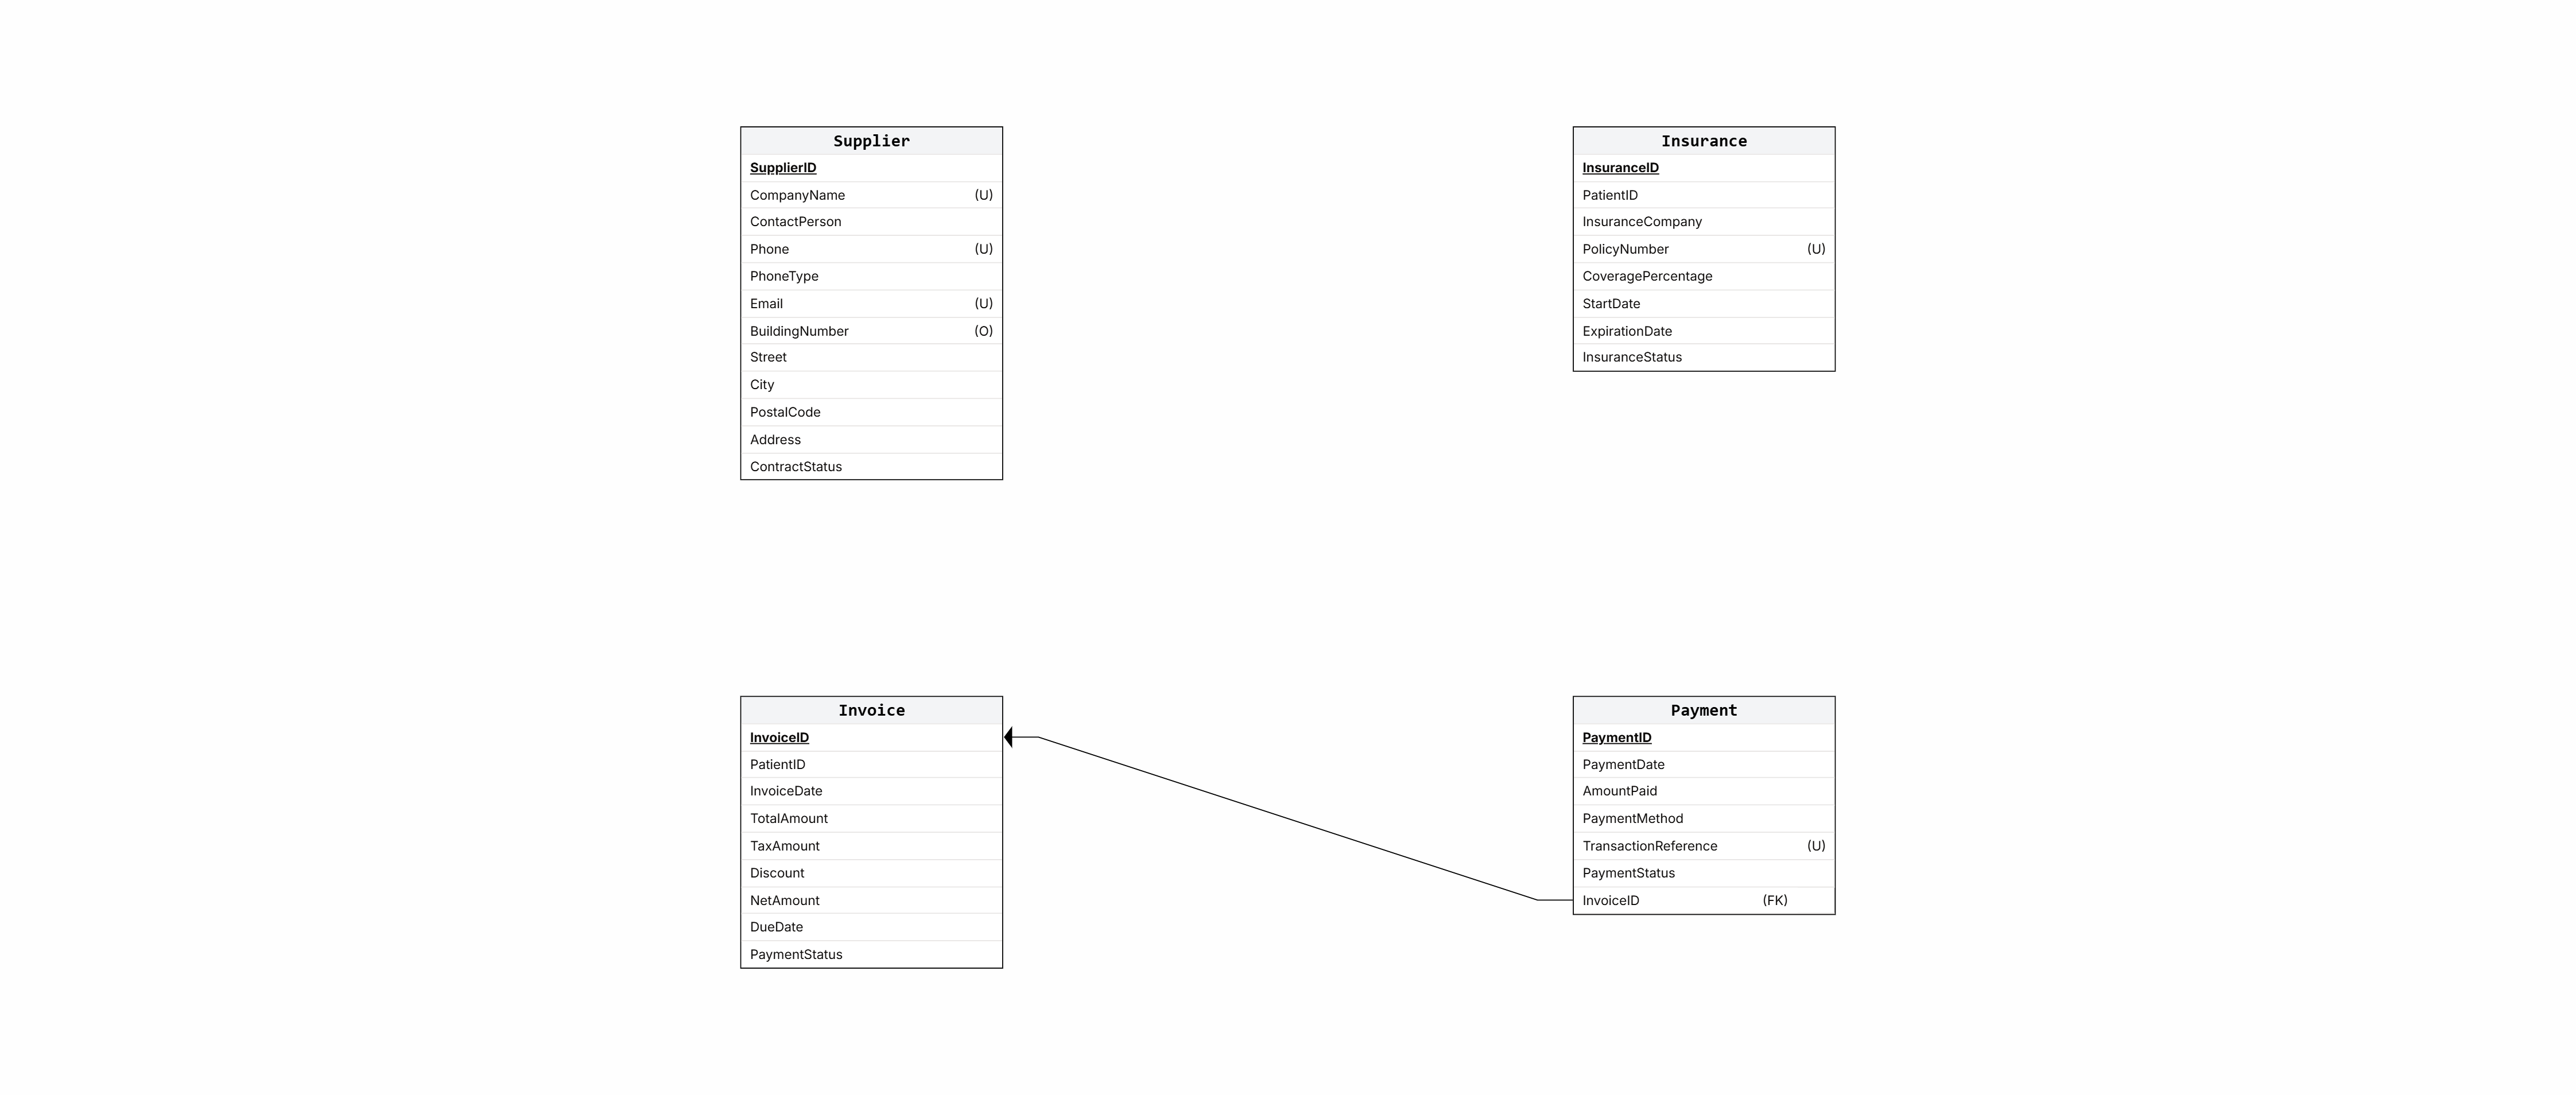 Supplier
SupplierID
CompanyName (U)
ContactPerson
Phone (U)
PhoneType
Email (U)
BuildingNumber (O)
Street
City
PostalCode
Address
ContractStatus
Insurance
InsuranceID
PatientID
InsuranceCompany
PolicyNumber (U)
CoveragePercentage
StartDate
ExpirationDate
InsuranceStatus
Invoice
InvoiceID
PatientID
InvoiceDate
TotalAmount
TaxAmount
Discount
NetAmount
DueDate
PaymentStatus
Payment
PaymentID
PaymentDate
AmountPaid
PaymentMethod
TransactionReference (U)
PaymentStatus
InvoiceID (FK)